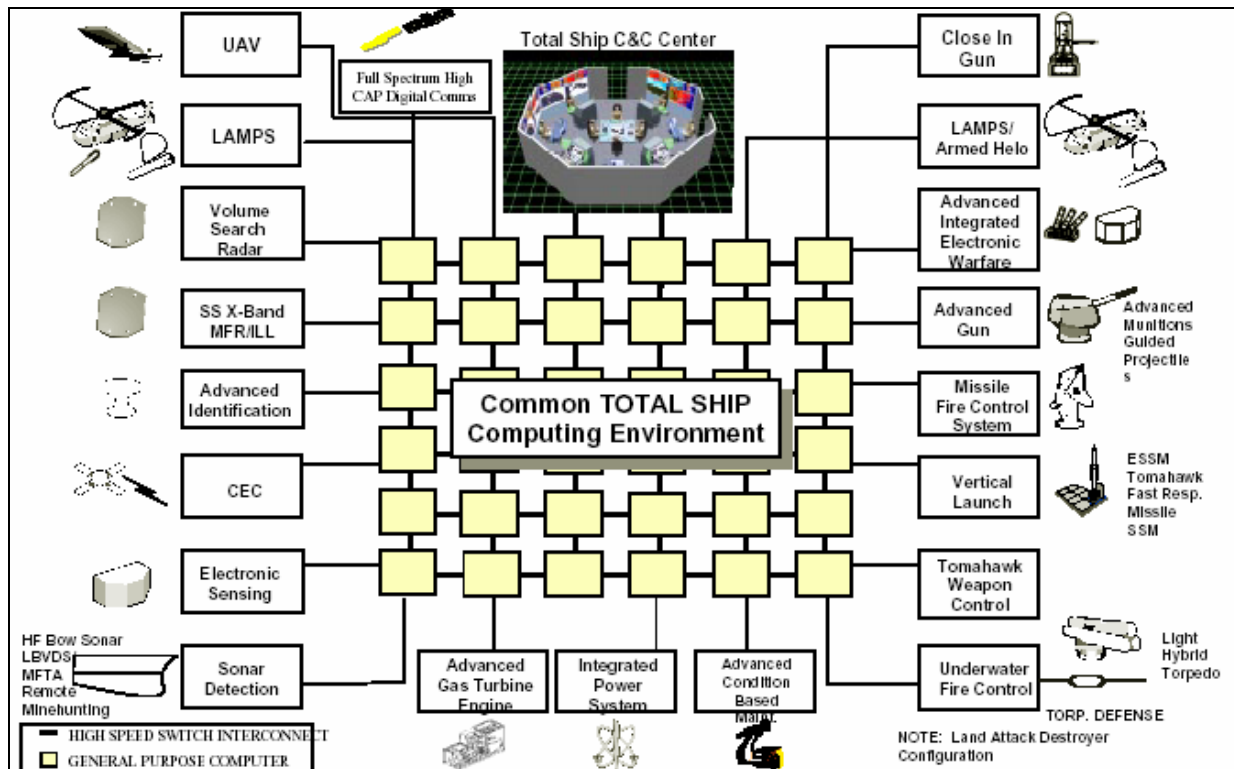 UAV
Full Spectrum High
CAP Digital Comms
Total Ship C&C Center
Close In
Gun
LAMPS
LAMPS/
Armed Helo
Volume
Search
Radar
Advanced
Integrated
Electronic
Warfare
SS X-Band
MFR/ILL
Advanced
Gun
Advanced
Munitions
Guided
Projectile
s
Advanced
Identification
Common TOTAL SHIP
Computing Environment
Missile
Fire Control
System
CEC
Vertical
Launch
ESSM
Tomahawk
Fast Resp.
Missile
SSM
Electronic
Sensing
Tomahawk
Weapon
Control
HF Bow Sonar
LBVDS/
MFTA
Remote
Minehunting
Sonar
Detection
Advanced
Gas Turbine
Engine
Integrated
Power
System
Advanced
Condition
Based
Maint.
Underwater
Fire Control
Light
Hybrid
Torpedo
TORP. DEFENSE
HIGH SPEED SWITCH INTERCONNECT
GENERAL PURPOSE COMPUTER
NOTE: Land Attack Destroyer
Configuration